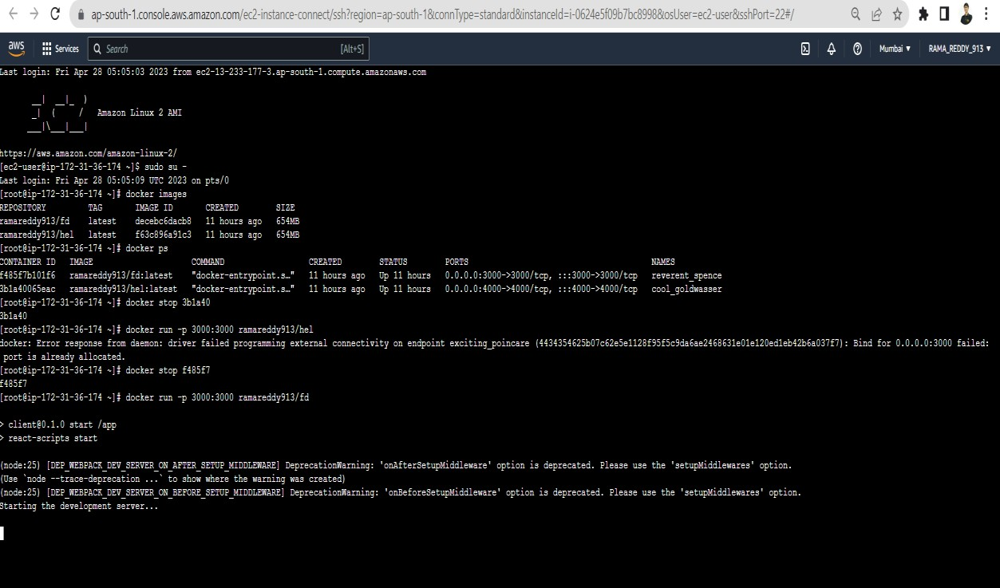 ap-south-1.console.aws.amazon.com/ec2-instance-connect/ssh?region=ap-south-1&connType=standard&instanceId=i-0624e5f09b7bc8998&osUser=ec2-user&sshPort=22#/
aws Services Search [Alt+S] Mumbai ▼ RAMA_REDDY_913 ▼
Last login: Fri Apr 28 05:05:03 2023 from ec2-13-233-177-3.ap-south-1.compute.amazonaws.com
__|  __|_  )
_|  (     /   Amazon Linux 2 AMI
___|\___|___|
https://aws.amazon.com/amazon-linux-2/
[ec2-user@ip-172-31-36-174 ~]$ sudo su -
Last login: Fri Apr 28 05:05:09 UTC 2023 on pts/0
[root@ip-172-31-36-174 ~]# docker images
REPOSITORY TAG IMAGE ID CREATED SIZE
ramareddy913/fd latest decebc6dacb8 11 hours ago 654MB
ramareddy913/hel latest f63c896a91c3 11 hours ago 654MB
[root@ip-172-31-36-174 ~]# docker ps
CONTAINER ID IMAGE COMMAND CREATED STATUS PORTS NAMES
f485f7b101f6 ramareddy913/fd:latest "docker-entrypoint.s…" 11 hours ago Up 11 hours 0.0.0.0:3000->3000/tcp, :::3000->3000/tcp reverent_spence
3b1a40065eac ramareddy913/hel:latest "docker-entrypoint.s…" 11 hours ago Up 11 hours 0.0.0.0:4000->4000/tcp, :::4000->4000/tcp cool_goldwasser
[root@ip-172-31-36-174 ~]# docker stop 3b1a40
3b1a40
[root@ip-172-31-36-174 ~]# docker run -p 3000:3000 ramareddy913/hel
docker: Error response from daemon: driver failed programming external connectivity on endpoint exciting_poincare (4434354625b07c62e5e1128f95f5c9da6ae2468631e01e120ed1eb42b6a037f7): Bind for 0.0.0.0:3000 failed:
port is already allocated.
[root@ip-172-31-36-174 ~]# docker stop f485f7
f485f7
[root@ip-172-31-36-174 ~]# docker run -p 3000:3000 ramareddy913/fd
> client@0.1.0 start /app
> react-scripts start
(node:25) [DEP_WEBPACK_DEV_SERVER_ON_AFTER_SETUP_MIDDLEWARE] DeprecationWarning: 'onAfterSetupMiddleware' option is deprecated. Please use the 'setupMiddlewares' option.
(Use `node --trace-deprecation ...` to show where the warning was created)
(node:25) [DEP_WEBPACK_DEV_SERVER_ON_BEFORE_SETUP_MIDDLEWARE] DeprecationWarning: 'onBeforeSetupMiddleware' option is deprecated. Please use the 'setupMiddlewares' option.
Starting the development server...